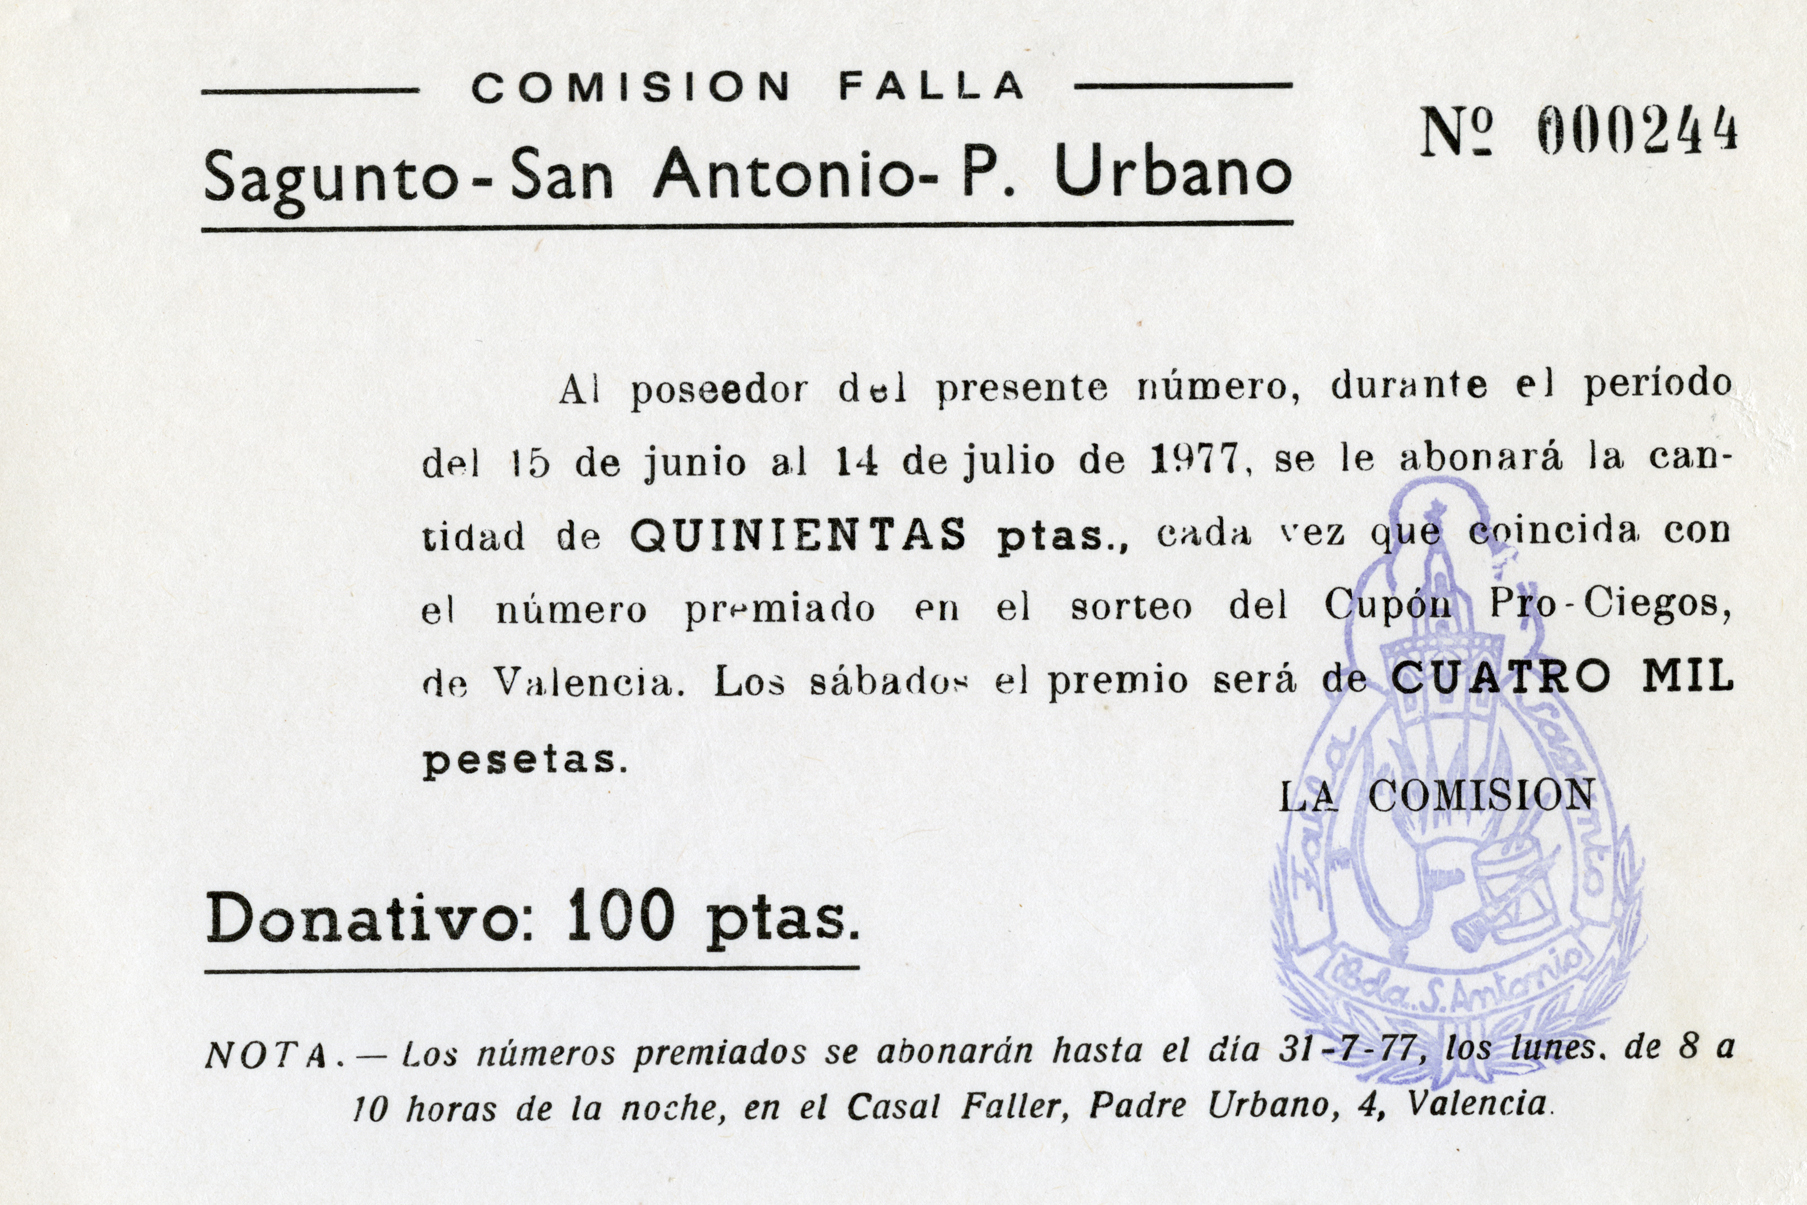 COMISION FALLA
Sagunto - San Antonio - P. Urbano
Nº 000244
Al poseedor del presente número, durante el período
del 15 de junio al 14 de julio de 1977, se le abonará la can-
tidad de QUINIENTAS ptas., cada vez que coincida con
el número premiado en el sorteo del Cupón Pro-Ciegos,
de Valencia. Los sábados el premio será de CUATRO MIL
pesetas.
LA COMISION
Falla Sagunto
Bda. S. Antonio
Donativo: 100 ptas.
NOTA. — Los números premiados se abonarán hasta el día 31-7-77, los lunes. de 8 a
10 horas de la noche, en el Casal Faller, Padre Urbano, 4, Valencia.